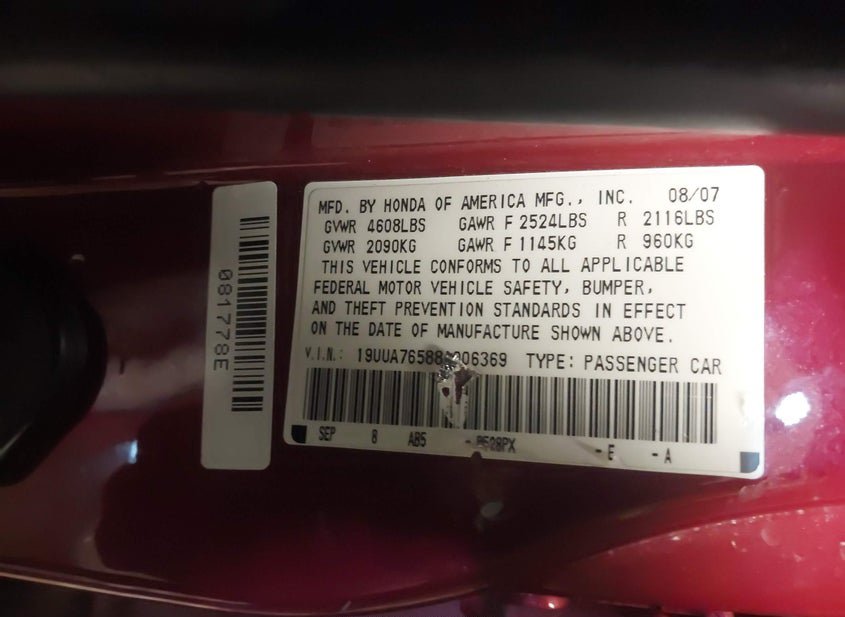 081778E
MFD. BY HONDA OF AMERICA MFG., INC. 08/07
GVWR 4608LBS GAWR F 2524LBS R 2116LBS
GVWR 2090KG GAWR F 1145KG R 960KG
THIS VEHICLE CONFORMS TO ALL APPLICABLE
FEDERAL MOTOR VEHICLE SAFETY, BUMPER,
AND THEFT PREVENTION STANDARDS IN EFFECT
ON THE DATE OF MANUFACTURE SHOWN ABOVE.
V.I.N.: TYPE: PASSENGER CAR
SEP 8 AB5 -E -A